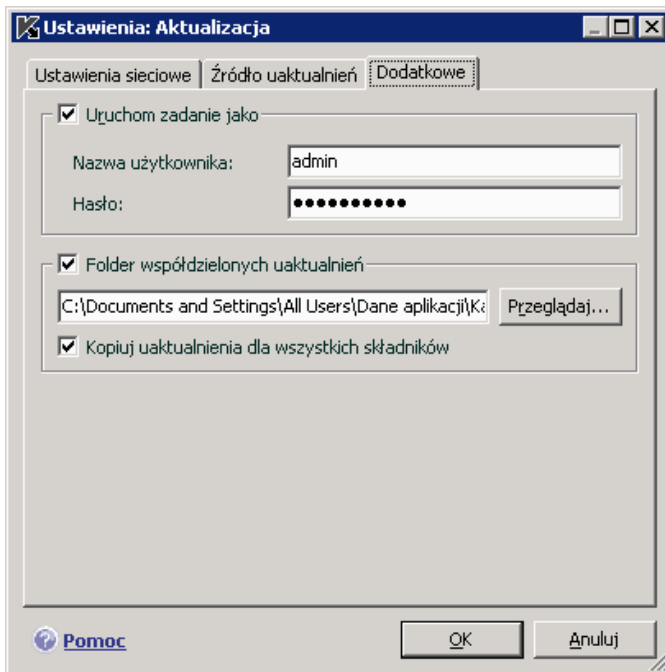 Ustawienia: Aktualizacja
Ustawienia sieciowe Źródło uaktualnień Dodatkowe
Uruchom zadanie jako
Nazwa użytkownika: admin
Hasło: ••••••••••
Folder współdzielonych uaktualnień
C:\Documents and Settings\All Users\Dane aplikacji\Ka Przeglądaj...
Kopiuj uaktualnienia dla wszystkich składników
Pomoc OK Anuluj